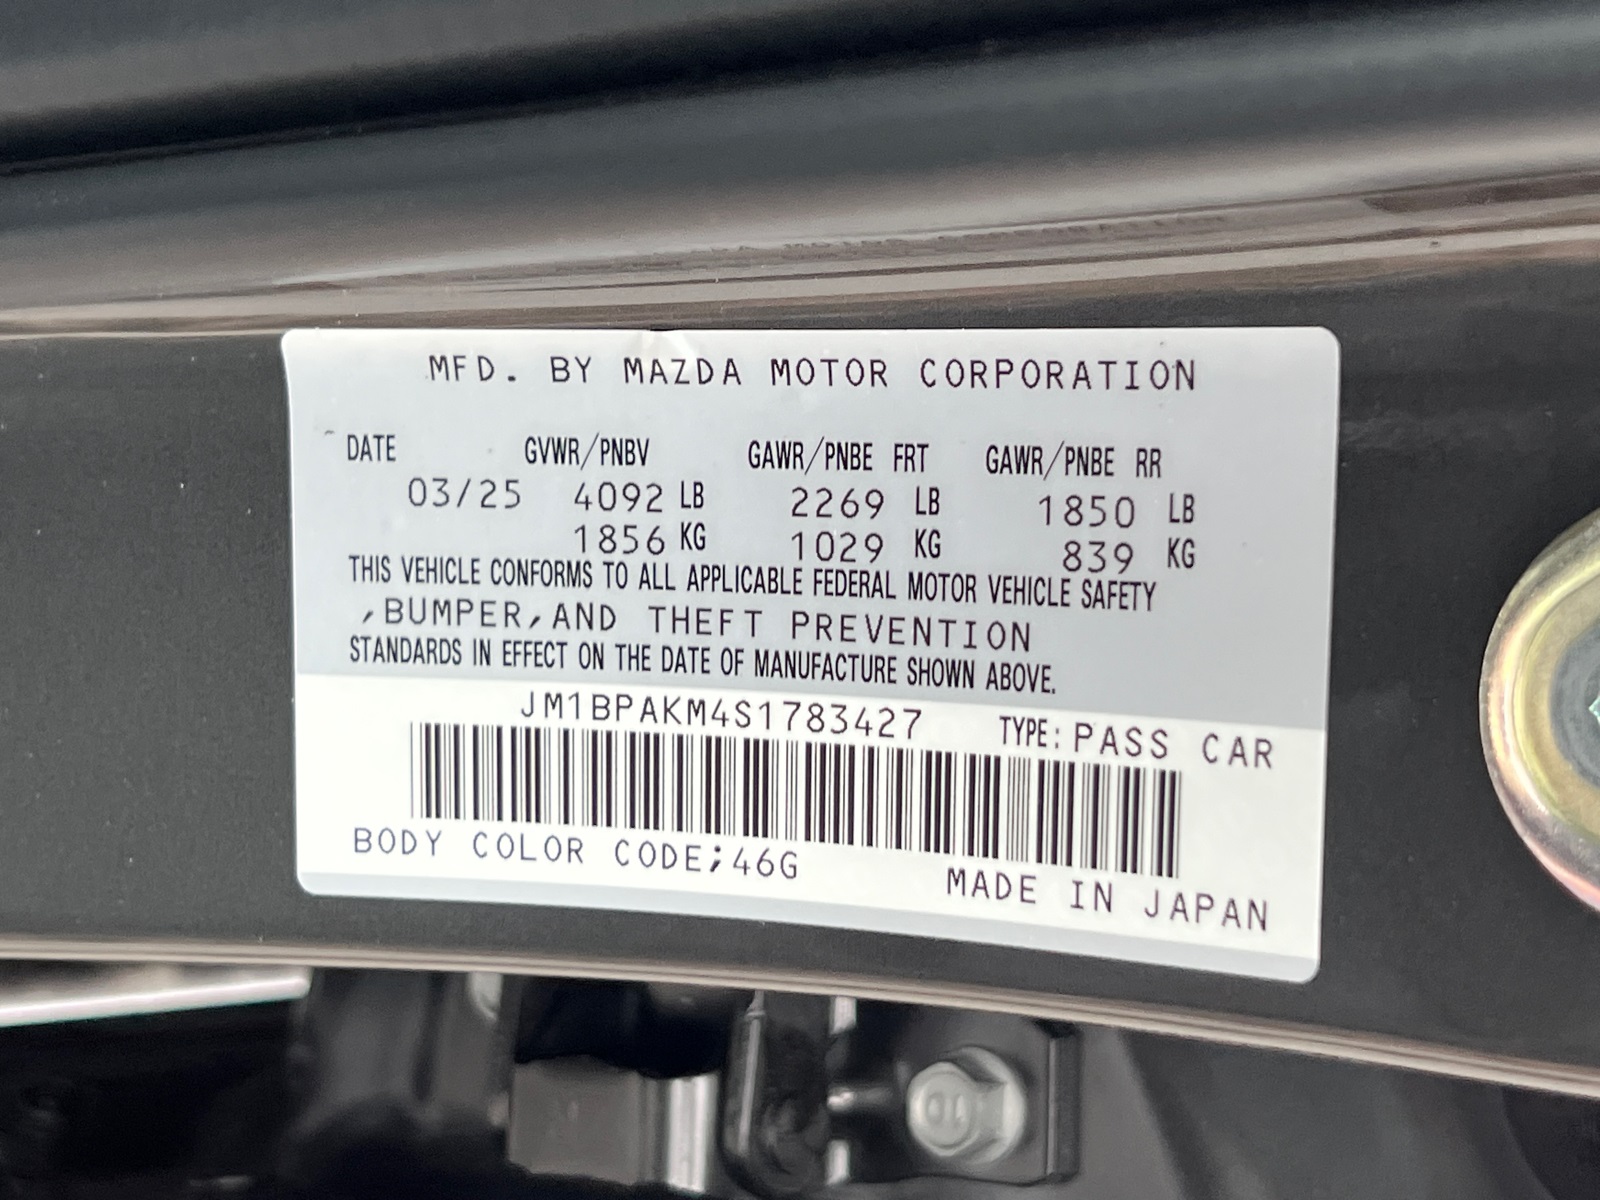 MFD. BY MAZDA MOTOR CORPORATION
DATE GVWR/PNBV GAWR/PNBE FRT GAWR/PNBE RR
03/25 4092 LB 2269 LB 1850 LB
1856 KG 1029 KG 839 KG
THIS VEHICLE CONFORMS TO ALL APPLICABLE FEDERAL MOTOR VEHICLE SAFETY
,BUMPER,AND THEFT PREVENTION
STANDARDS IN EFFECT ON THE DATE OF MANUFACTURE SHOWN ABOVE.
JM1BPAKM4S1783427 TYPE: PASS CAR
BODY COLOR CODE;46G
MADE IN JAPAN
10